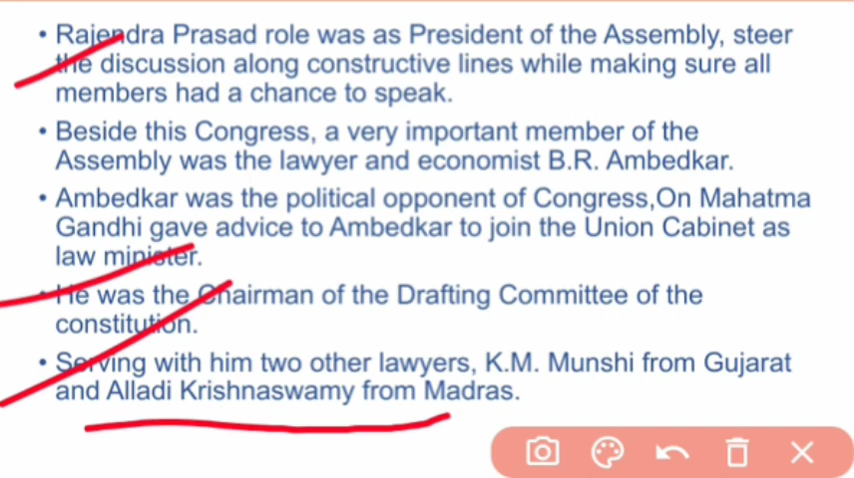 • Rajendra Prasad role was as President of the Assembly, steer
the discussion along constructive lines while making sure all
members had a chance to speak.
• Beside this Congress, a very important member of the
Assembly was the lawyer and economist B.R. Ambedkar.
• Ambedkar was the political opponent of Congress,On Mahatma
Gandhi gave advice to Ambedkar to join the Union Cabinet as
law minister.
• He was the Chairman of the Drafting Committee of the
constitution.
• Serving with him two other lawyers, K.M. Munshi from Gujarat
and Alladi Krishnaswamy from Madras.